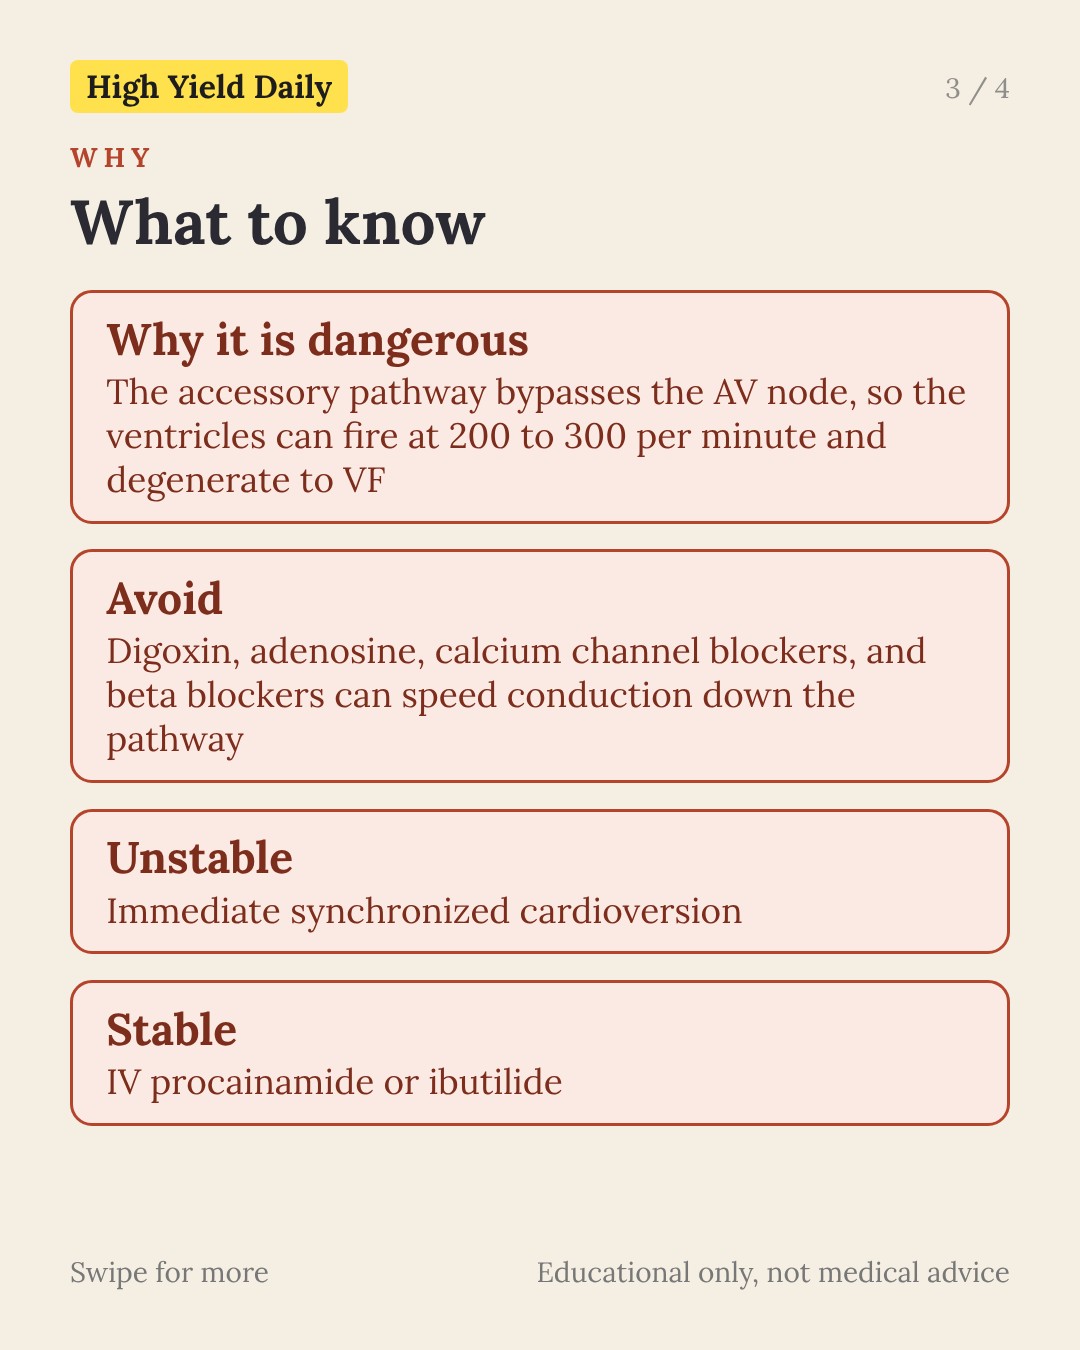 High Yield Daily
3 / 4
WHY
What to know
Why it is dangerous
The accessory pathway bypasses the AV node, so the
ventricles can fire at 200 to 300 per minute and
degenerate to VF
Avoid
Digoxin, adenosine, calcium channel blockers, and
beta blockers can speed conduction down the
pathway
Unstable
Immediate synchronized cardioversion
Stable
IV procainamide or ibutilide
Swipe for more
Educational only, not medical advice